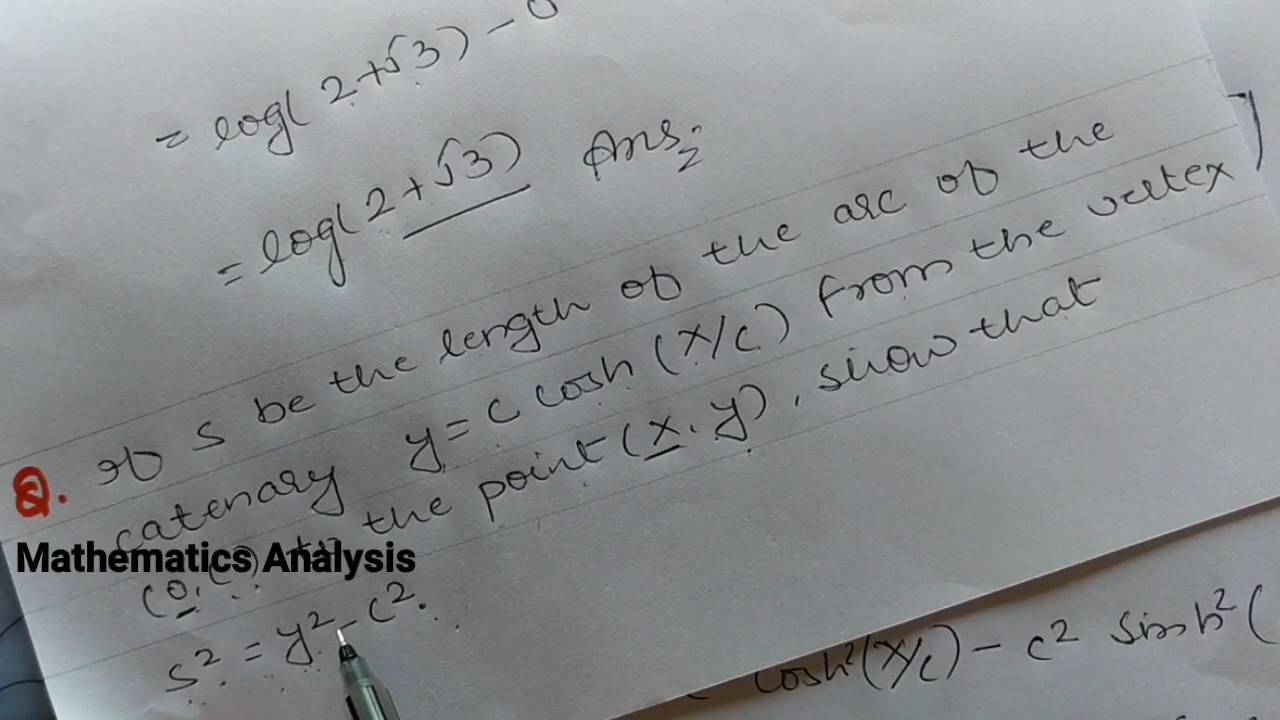 = log(2+√3) - 0
= log(2+√3) Ans.
Q. If s be the length of the arc of the
catenary y = c cosh (x/c) from the vertex
(0, c) to the point (x, y), show that
s² = y² - c².
Mathematics Analysis
cosh²(x/c) - c² sinh²(